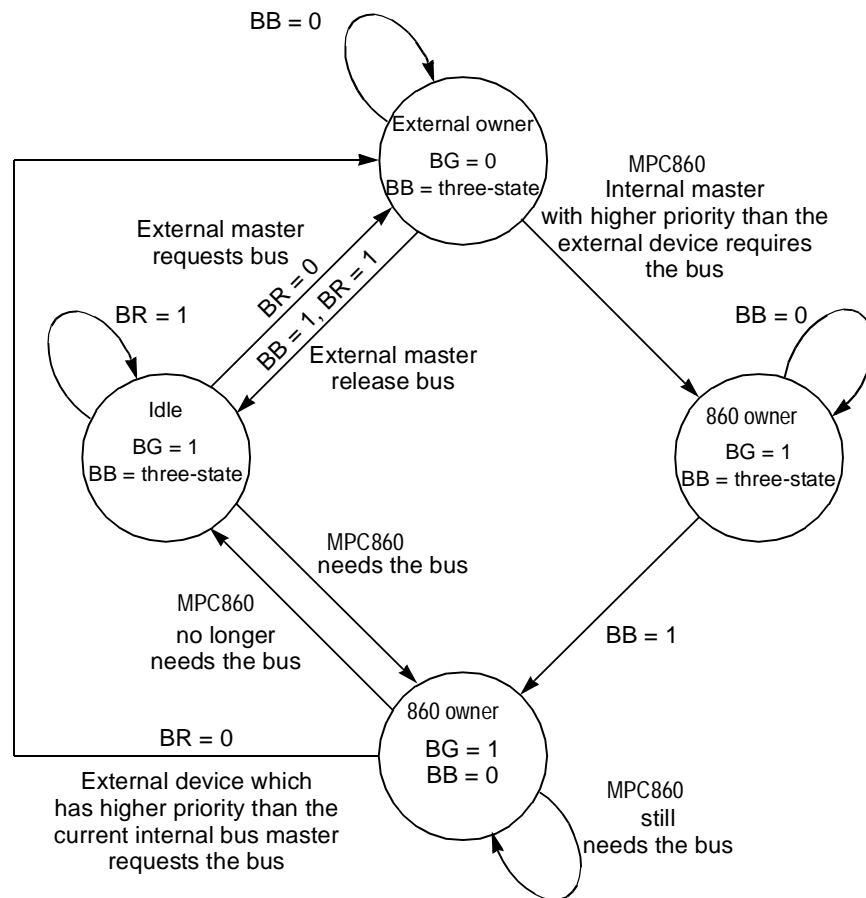 BB = 0
External owner
BG = 0
BB = three-state
MPC860
Internal master
with higher priority than the
external device requires
the bus
External master
requests bus
BR = 0
BB = 1, BR = 1
External master
release bus
BR = 1
BB = 0
Idle
BG = 1
BB = three-state
860 owner
BG = 1
BB = three-state
MPC860
needs the bus
MPC860
no longer
needs the bus
BB = 1
860 owner
BG = 1
BB = 0
BR = 0
External device which
has higher priority than the
current internal bus master
requests the bus
MPC860
still
needs the bus